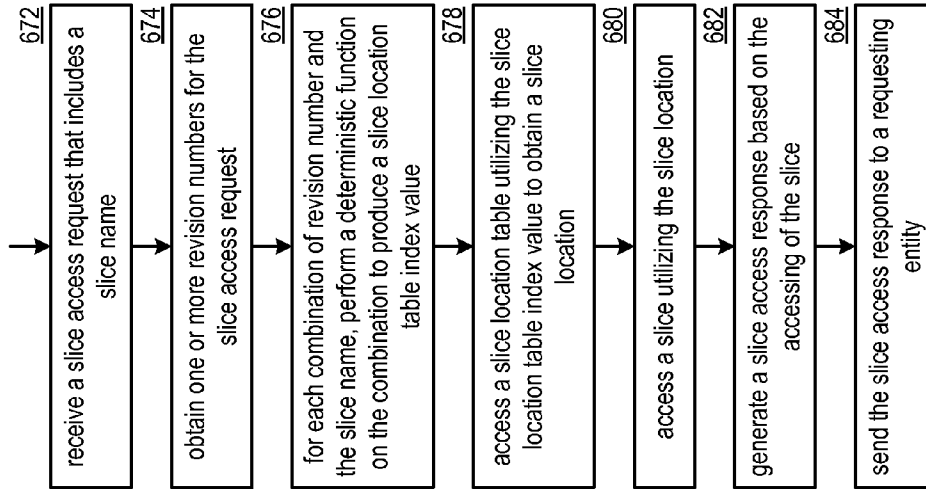 672
receive a slice access request that includes a
slice name
674
obtain one or more revision numbers for the
slice access request
676
for each combination of revision number and
the slice name, perform a deterministic function
on the combination to produce a slice location
table index value
678
access a slice location table utilizing the slice
location table index value to obtain a slice
location
680
access a slice utilizing the slice location
682
generate a slice access response based on the
accessing of the slice
684
send the slice access response to a requesting
entity